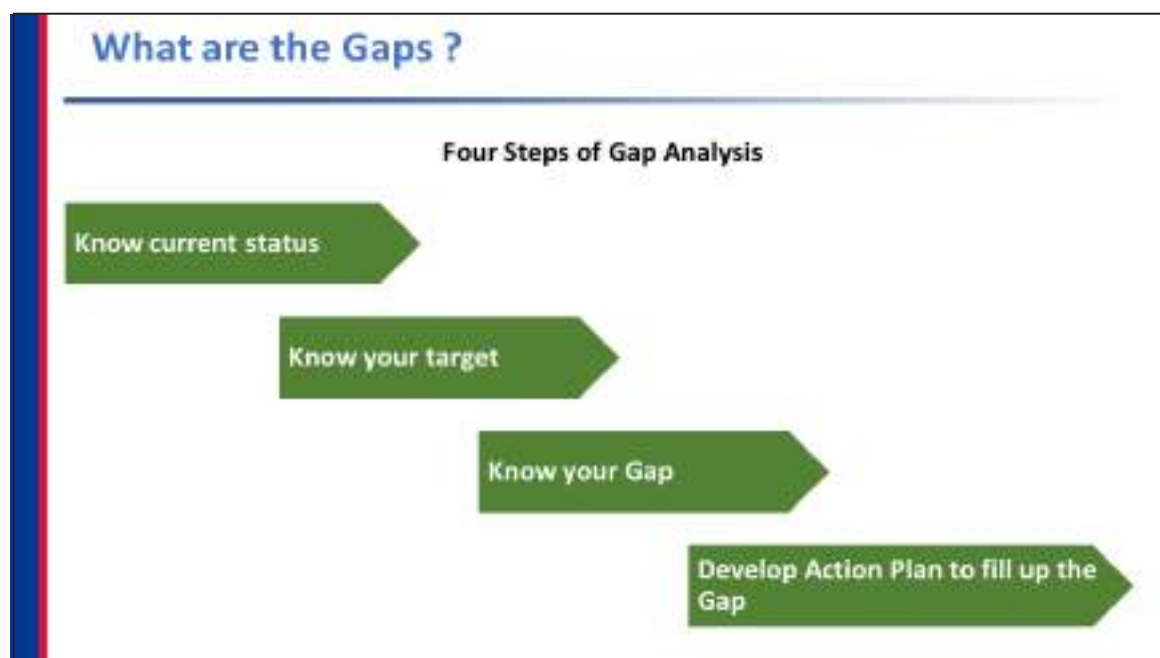 What are the Gaps ?
Four Steps of Gap Analysis
Know current status
Know your target
Know your Gap
Develop Action Plan to fill up the
Gap